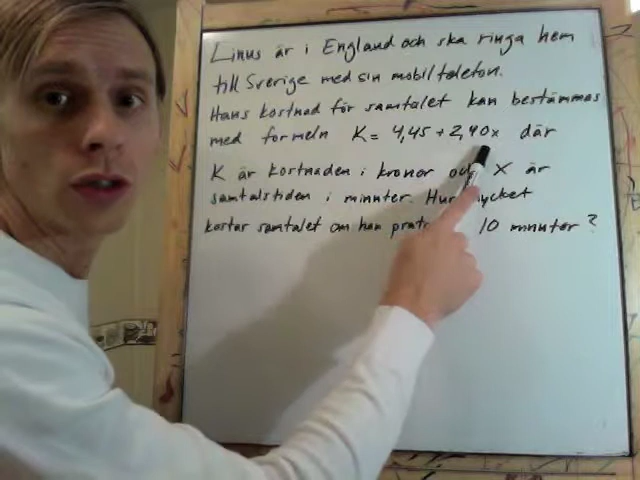 Linus är i England och ska ringa hem
till Sverige med sin mobiltelefon.
Hans kostnad för samtalet kan bestämmas
med formeln K = 4,45 + 2,40x där
K är kostnaden i kronor och X är
samtalstiden i minuter. Hur mycket
kostar samtalet om han 10 minuter?